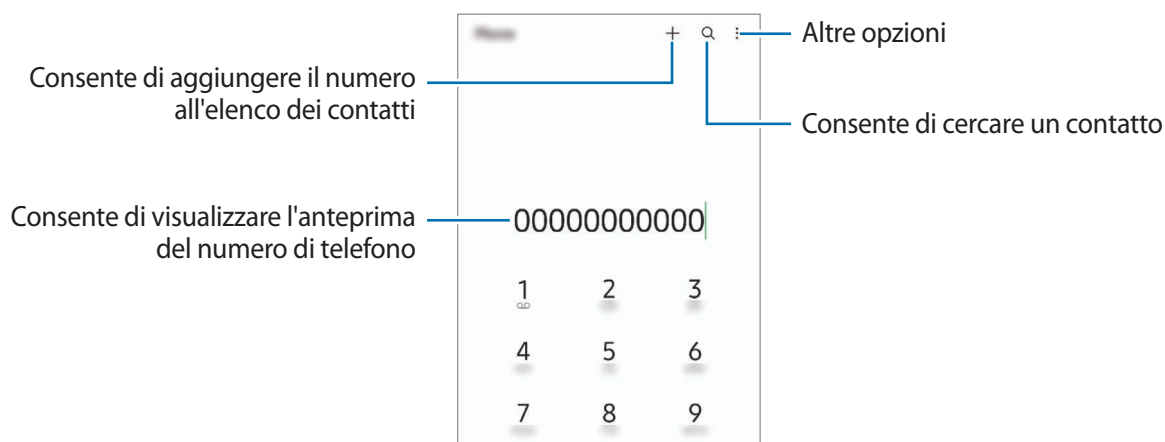 Altre opzioni
Consente di aggiungere il numero
all'elenco dei contatti
Consente di cercare un contatto
Consente di visualizzare l'anteprima
del numero di telefono
00000000000
1 2 3
4 5 6
7 8 9